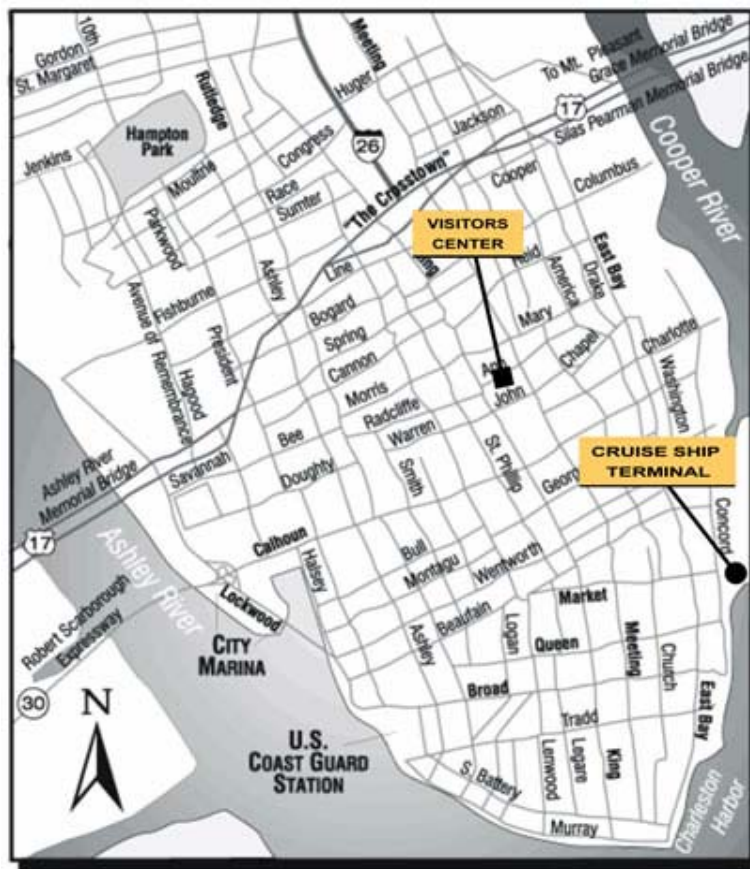 10th
Gordon
St. Margaret
Rutledge
Meeting
Huger
To Mt. Pleasant
Grace Memorial Bridge
17
Silas Pearman Memorial Bridge
Hampton
Park
Jenkins
Moultrie
Congress
26
Jackson
Race
Sumter
"The Crosstown"
Cooper
Columbus
Cooper River
VISITORS
CENTER
Parkwood
Ashley
Line
East Bay
America
Drake
Fishburne
Bogard
Mary
Avenue of Remembrance
President
Spring
Cannon
Chapel
Charlotte
Hagood
Morris
Ann
John
Washington
Radcliffe
Warren
Bee
St. Phillip
CRUISE SHIP
TERMINAL
Ashley River
Memorial Bridge
Savannah
Doughty
Smith
Concord
17
Calhoun
Bull
Montagu
Wentworth
Ashley River
Halsey
Lockwood
Beaufain
Market
Robert Scarborough
Expressway
CITY
MARINA
Ashley
Logan
Queen
Meeting
Church
30
N
Broad
East Bay
Tradd
U.S.
COAST GUARD
STATION
S. Battery
Lenwood
Legare
King
Murray
Charleston
Harbor